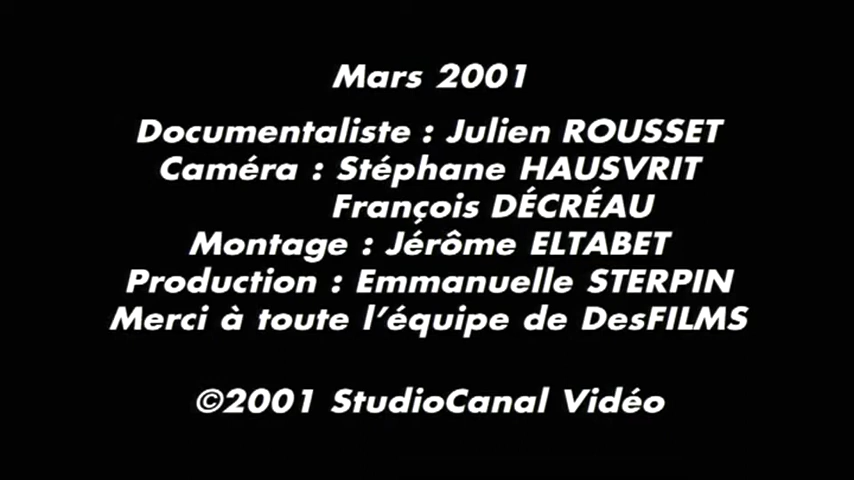 Mars 2001
Documentaliste : Julien ROUSSET
Caméra : Stéphane HAUSVRIT
François DÉCRÉAU
Montage : Jérôme ELTABET
Production : Emmanuelle STERPIN
Merci à toute l'équipe de DesFILMS
©2001 StudioCanal Vidéo